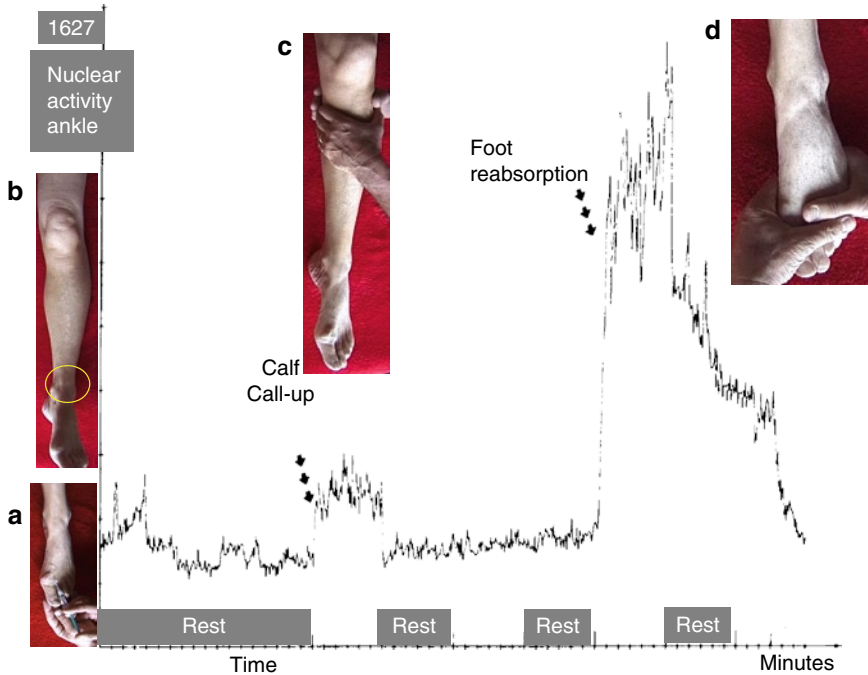 1627
Nuclear
activity
ankle
c
d
b
Foot
reabsorption
Calf
Call-up
a
Rest
Rest
Rest
Rest
Time
Minutes